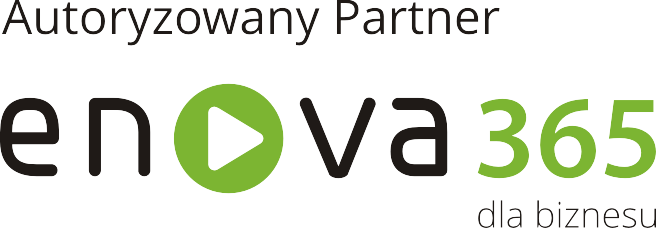 Autoryzowany Partner
enova 365
dla biznesu